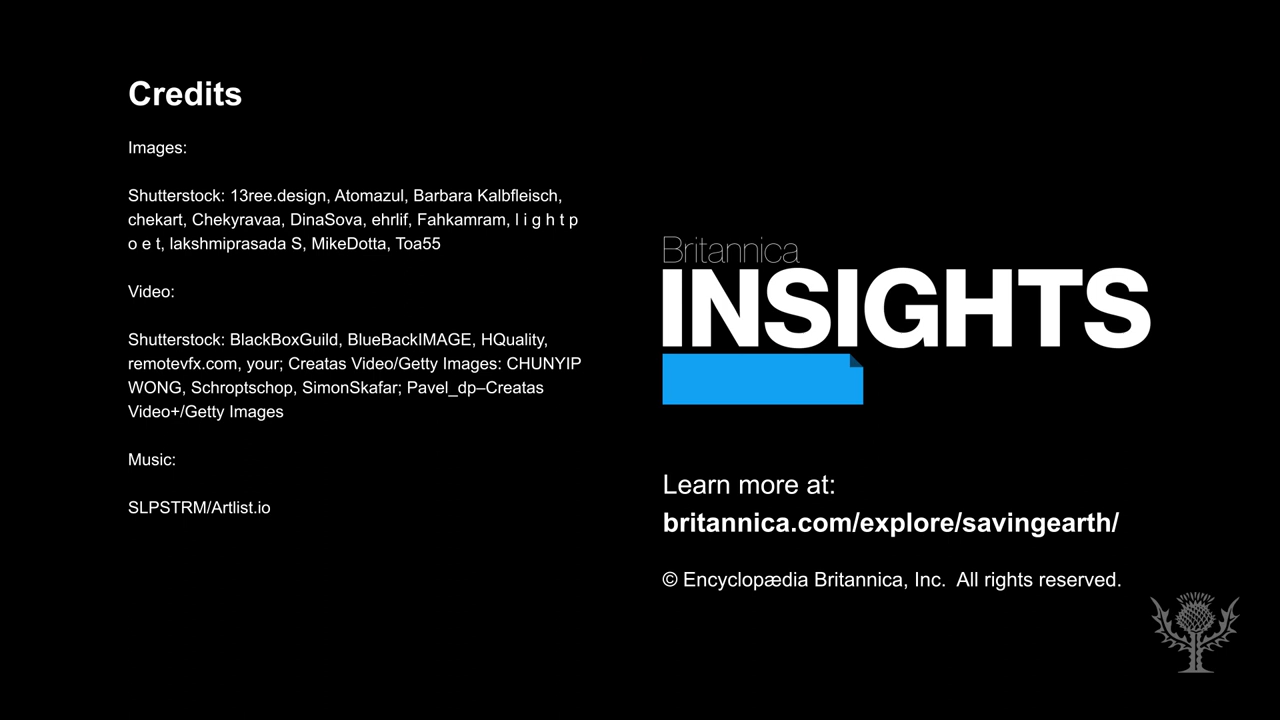 Credits
Images:
Shutterstock: 13ree.design, Atomazul, Barbara Kalbfleisch,
chekart, Chekyravaa, DinaSova, ehrlif, Fahkamram, l i g h t p
o e t, lakshmiprasada S, MikeDotta, Toa55
Video:
Shutterstock: BlackBoxGuild, BlueBackIMAGE, HQuality,
remotevfx.com, your; Creatas Video/Getty Images: CHUNYIP
WONG, Schroptschop, SimonSkafar; Pavel_dp–Creatas
Video+/Getty Images
Music:
SLPSTRM/Artlist.io
Britannica
INSIGHTS
Learn more at:
britannica.com/explore/savingearth/
© Encyclopædia Britannica, Inc.  All rights reserved.